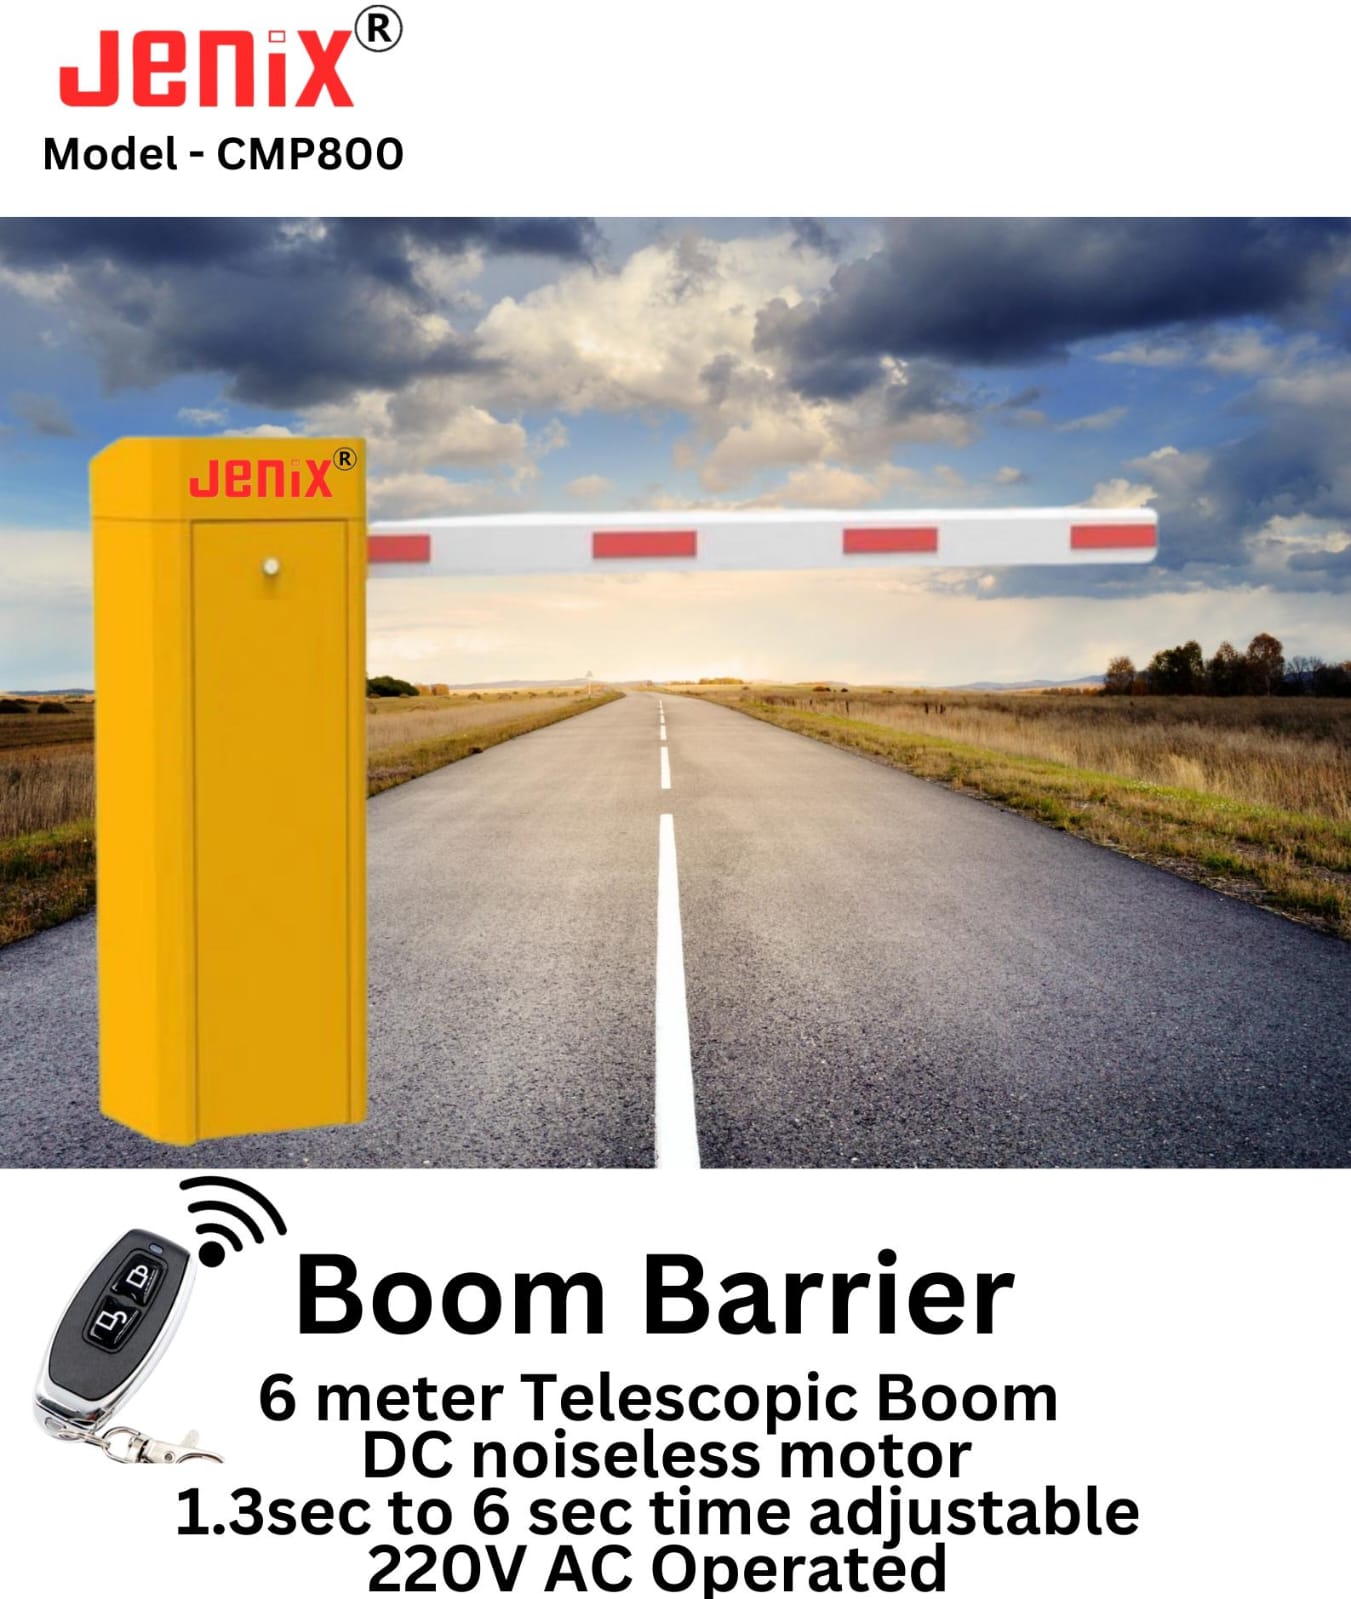 Jenix®
Model - CMP800
Jenix®
Boom Barrier
6 meter Telescopic Boom
DC noiseless motor
1.3sec to 6 sec time adjustable
220V AC Operated